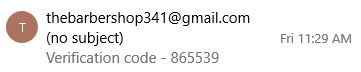 T
thebarbershop341@gmail.com
(no subject)
Fri 11:29 AM
Verification code - 865539